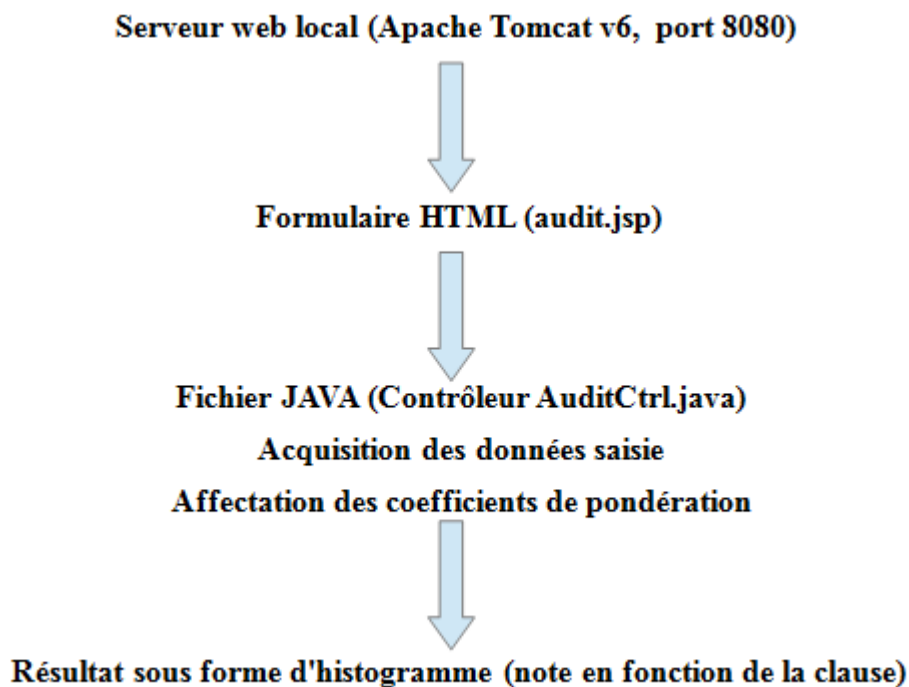 Serveur web local (Apache Tomcat v6, port 8080)
Formulaire HTML (audit.jsp)
Fichier JAVA (Contrôleur AuditCtrl.java)
Acquisition des données saisie
Affectation des coefficients de pondération
Résultat sous forme d'histogramme (note en fonction de la clause)